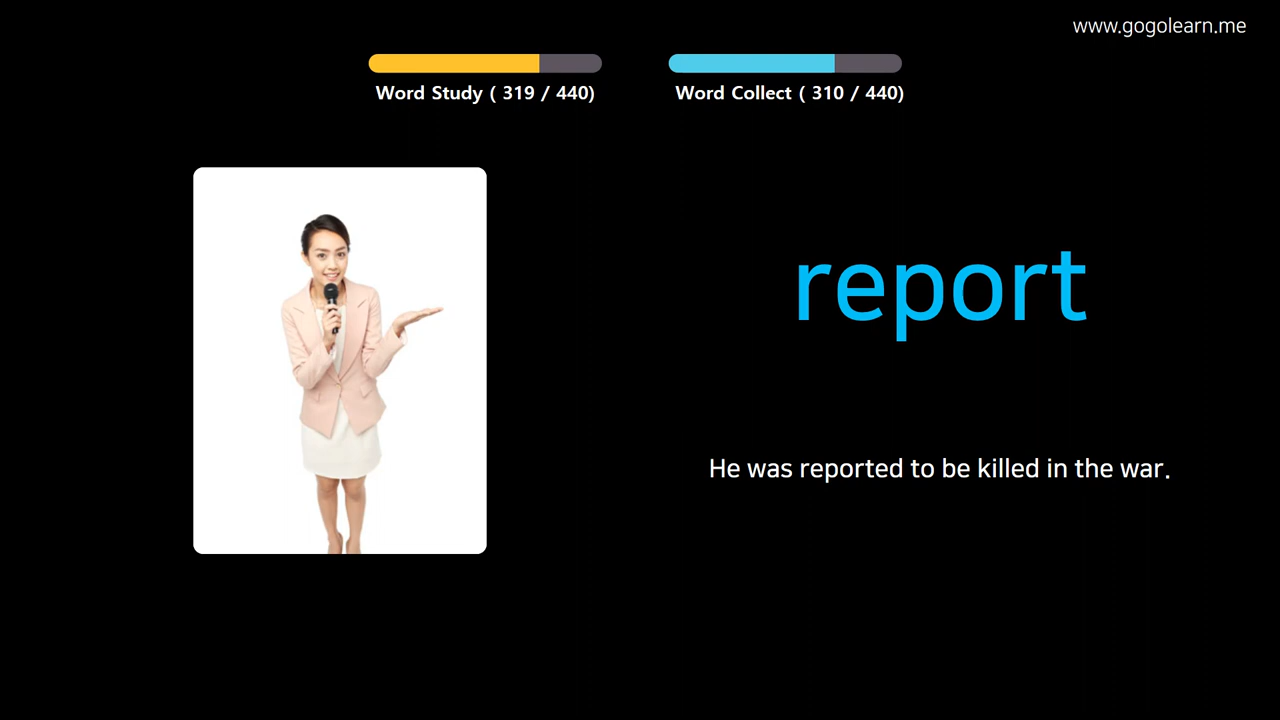 www.gogolearn.me
Word Study ( 319 / 440)
Word Collect ( 310 / 440)
report
He was reported to be killed in the war.